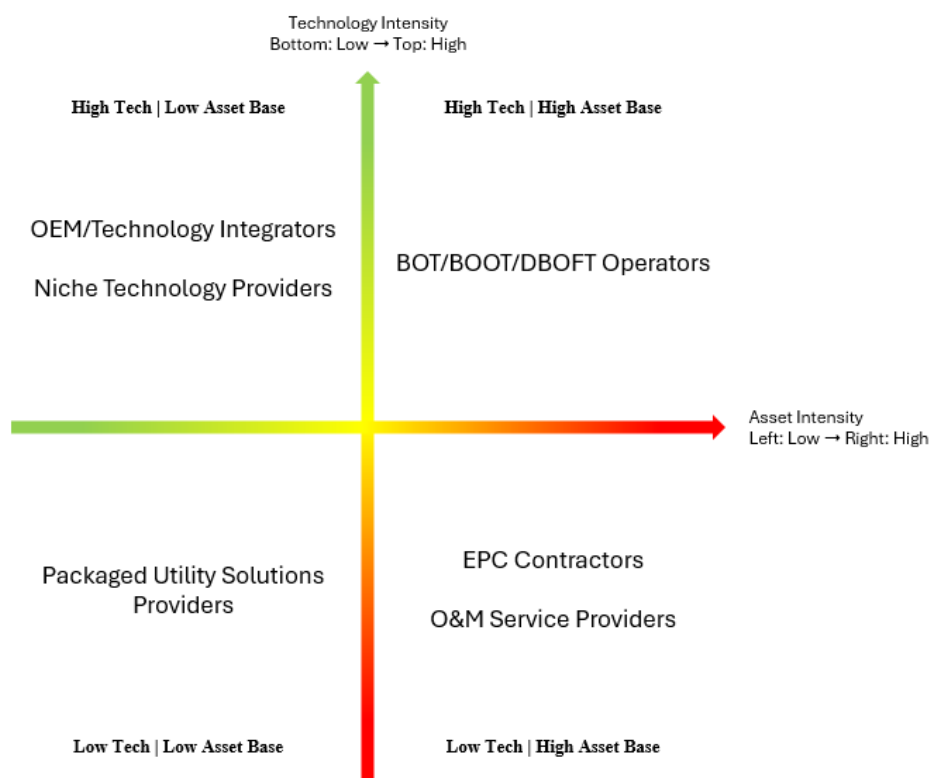 Technology Intensity
Bottom: Low → Top: High
High Tech | Low Asset Base
High Tech | High Asset Base
OEM/Technology Integrators
Niche Technology Providers
BOT/BOOT/DBOFT Operators
Asset Intensity
Left: Low → Right: High
Packaged Utility Solutions
Providers
EPC Contractors
O&M Service Providers
Low Tech | Low Asset Base
Low Tech | High Asset Base